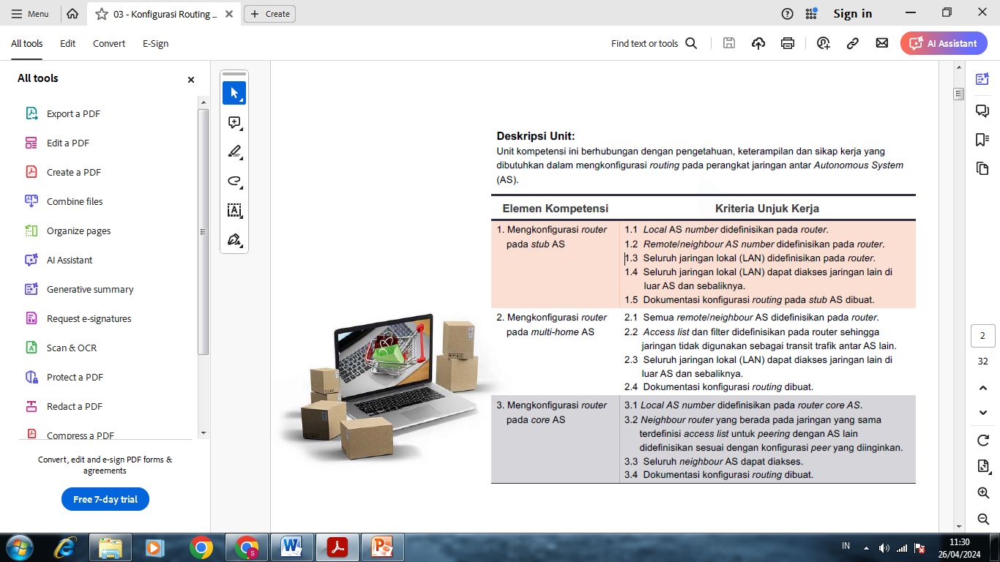 Menu
03 - Konfigurasi Routing ...
Create
Sign in
All tools
Edit
Convert
E-Sign
Find text or tools
AI Assistant
All tools
Export a PDF
Edit a PDF
Create a PDF
Combine files
Organize pages
AI Assistant
Generative summary
Request e-signatures
Scan & OCR
Protect a PDF
Redact a PDF
Compress a PDF
Convert, edit and e-sign PDF forms &
agreements
Free 7-day trial
Deskripsi Unit:
Unit kompetensi ini berhubungan dengan pengetahuan, keterampilan dan sikap kerja yang
dibutuhkan dalam mengkonfigurasi routing pada perangkat jaringan antar Autonomous System
(AS).
Elemen Kompetensi
Kriteria Unjuk Kerja
1. Mengkonfigurasi router
pada stub AS
1.1 Local AS number didefinisikan pada router.
1.2 Remote/neighbour AS number didefinisikan pada router.
1.3 Seluruh jaringan lokal (LAN) didefinisikan pada router.
1.4 Seluruh jaringan lokal (LAN) dapat diakses jaringan lain di
luar AS dan sebaliknya.
1.5 Dokumentasi konfigurasi routing pada stub AS dibuat.
2. Mengkonfigurasi router
pada multi-home AS
2.1 Semua remote/neighbour AS didefinisikan pada router.
2.2 Access list dan filter didefinisikan pada router sehingga
jaringan tidak digunakan sebagai transit trafik antar AS lain.
2.3 Seluruh jaringan lokal (LAN) dapat diakses jaringan lain di
luar AS dan sebaliknya.
2.4 Dokumentasi konfigurasi routing dibuat.
3. Mengkonfigurasi router
pada core AS
3.1 Local AS number didefinisikan pada router core AS.
3.2 Neighbour router yang berada pada jaringan yang sama
terdefinisi access list untuk peering dengan AS lain
didefinisikan sesuai dengan konfigurasi peer yang diinginkan.
3.3 Seluruh neighbour AS dapat diakses.
3.4 Dokumentasi konfigurasi routing dibuat.
2
32
IN
11:30
26/04/2024